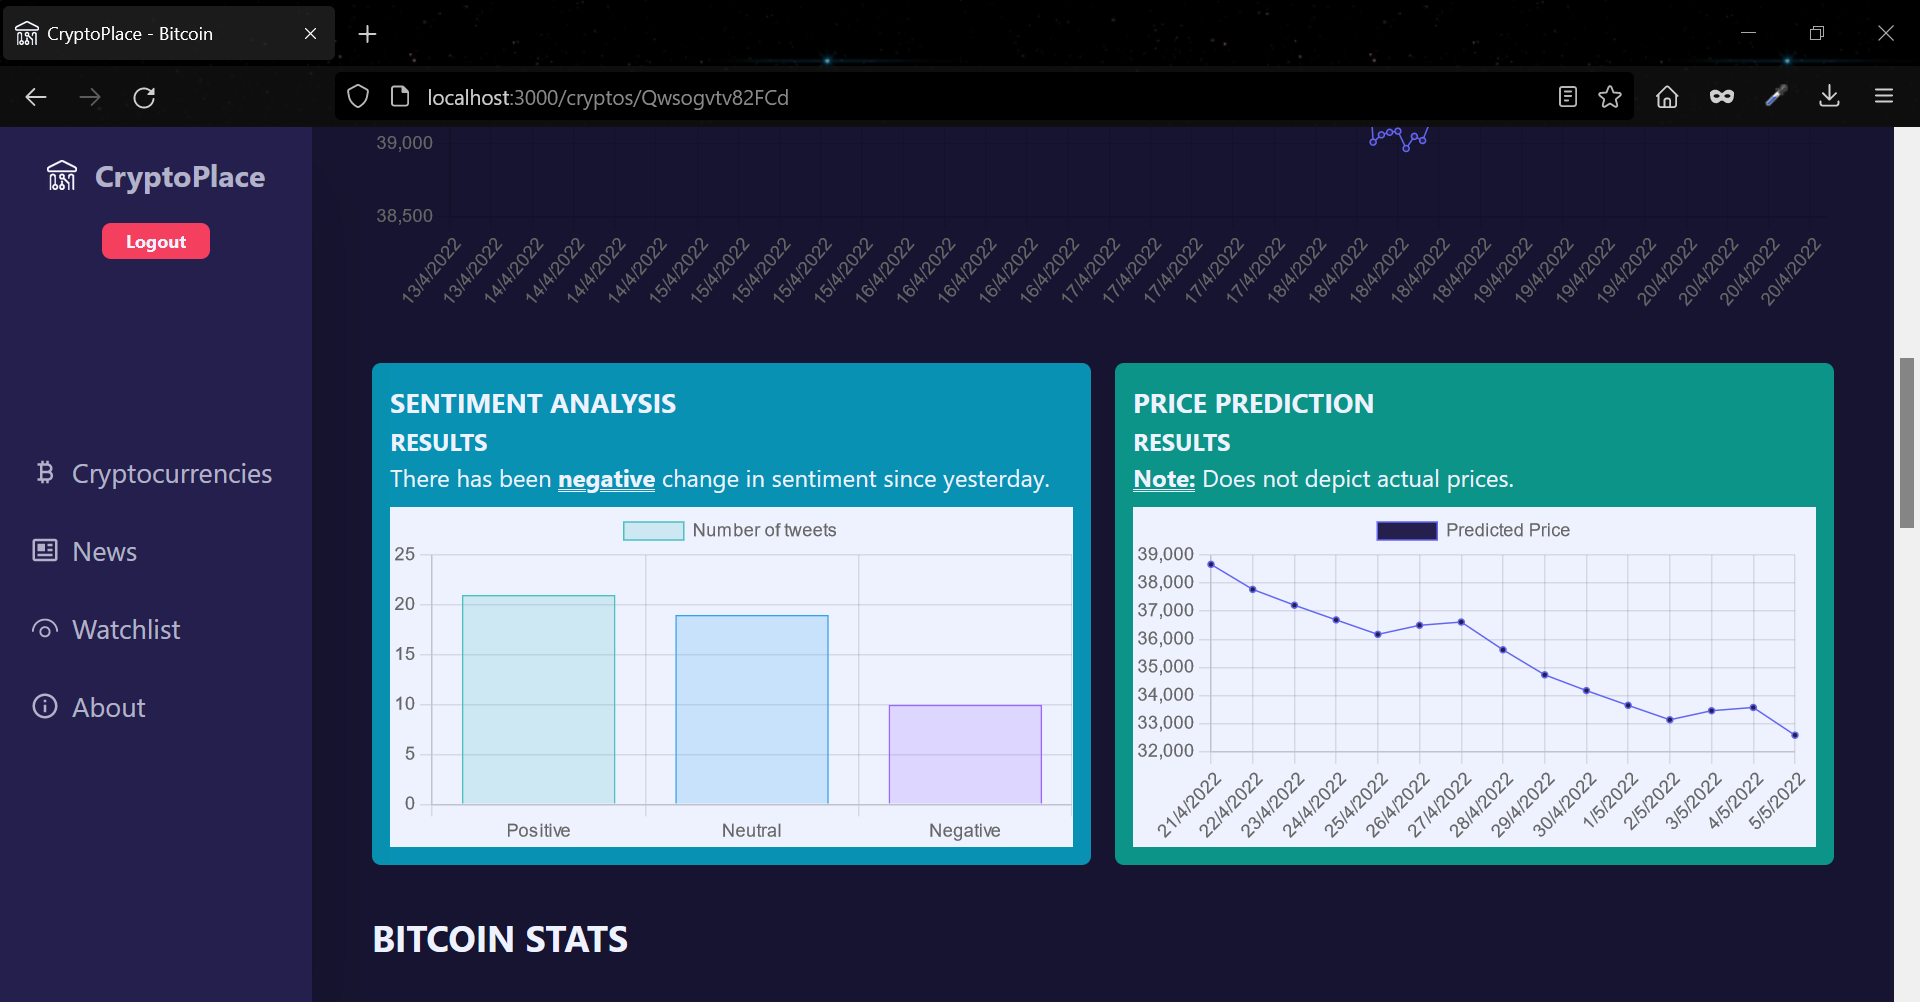 CryptoPlace - Bitcoin
localhost:3000/cryptos/Qwsogvtv82FCd
CryptoPlace
Logout
Cryptocurrencies
News
Watchlist
About
39,000
38,500
13/4/2022 13/4/2022 14/4/2022 14/4/2022 14/4/2022 14/4/2022 15/4/2022 15/4/2022 15/4/2022 15/4/2022 15/4/2022 16/4/2022 16/4/2022 16/4/2022 16/4/2022 16/4/2022 17/4/2022 17/4/2022 17/4/2022 17/4/2022 17/4/2022 18/4/2022 18/4/2022 18/4/2022 18/4/2022 18/4/2022 19/4/2022 19/4/2022 19/4/2022 19/4/2022 20/4/2022 20/4/2022 20/4/2022 20/4/2022
SENTIMENT ANALYSIS
RESULTS
There has been negative change in sentiment since yesterday.
Number of tweets
25
20
15
10
5
0
Positive Neutral Negative
PRICE PREDICTION
RESULTS
Note: Does not depict actual prices.
Predicted Price
39,000
38,000
37,000
36,000
35,000
34,000
33,000
32,000
21/4/2022 22/4/2022 23/4/2022 24/4/2022 25/4/2022 26/4/2022 27/4/2022 28/4/2022 29/4/2022 30/4/2022 1/5/2022 2/5/2022 3/5/2022 4/5/2022 5/5/2022
BITCOIN STATS